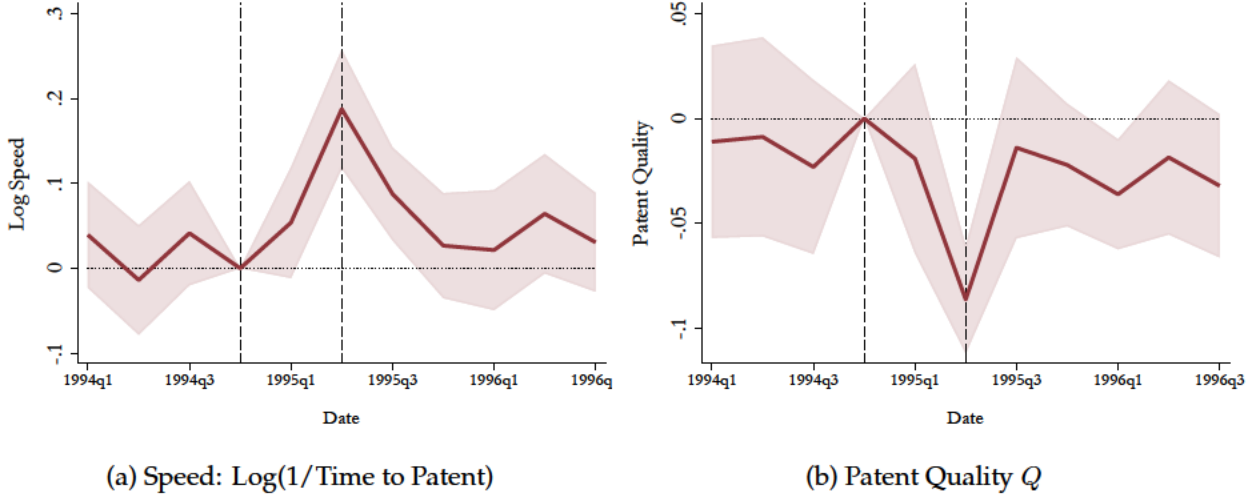 .3
.2
.1
0
-.1
Log Speed
1994q1 1994q3 1995q1 1995q3 1996q1 1996q
Date
(a) Speed: Log(1/Time to Patent)
.05
0
-.05
-.1
Patent Quality
1994q1 1994q3 1995q1 1995q3 1996q1 1996q3
Date
(b) Patent Quality Q